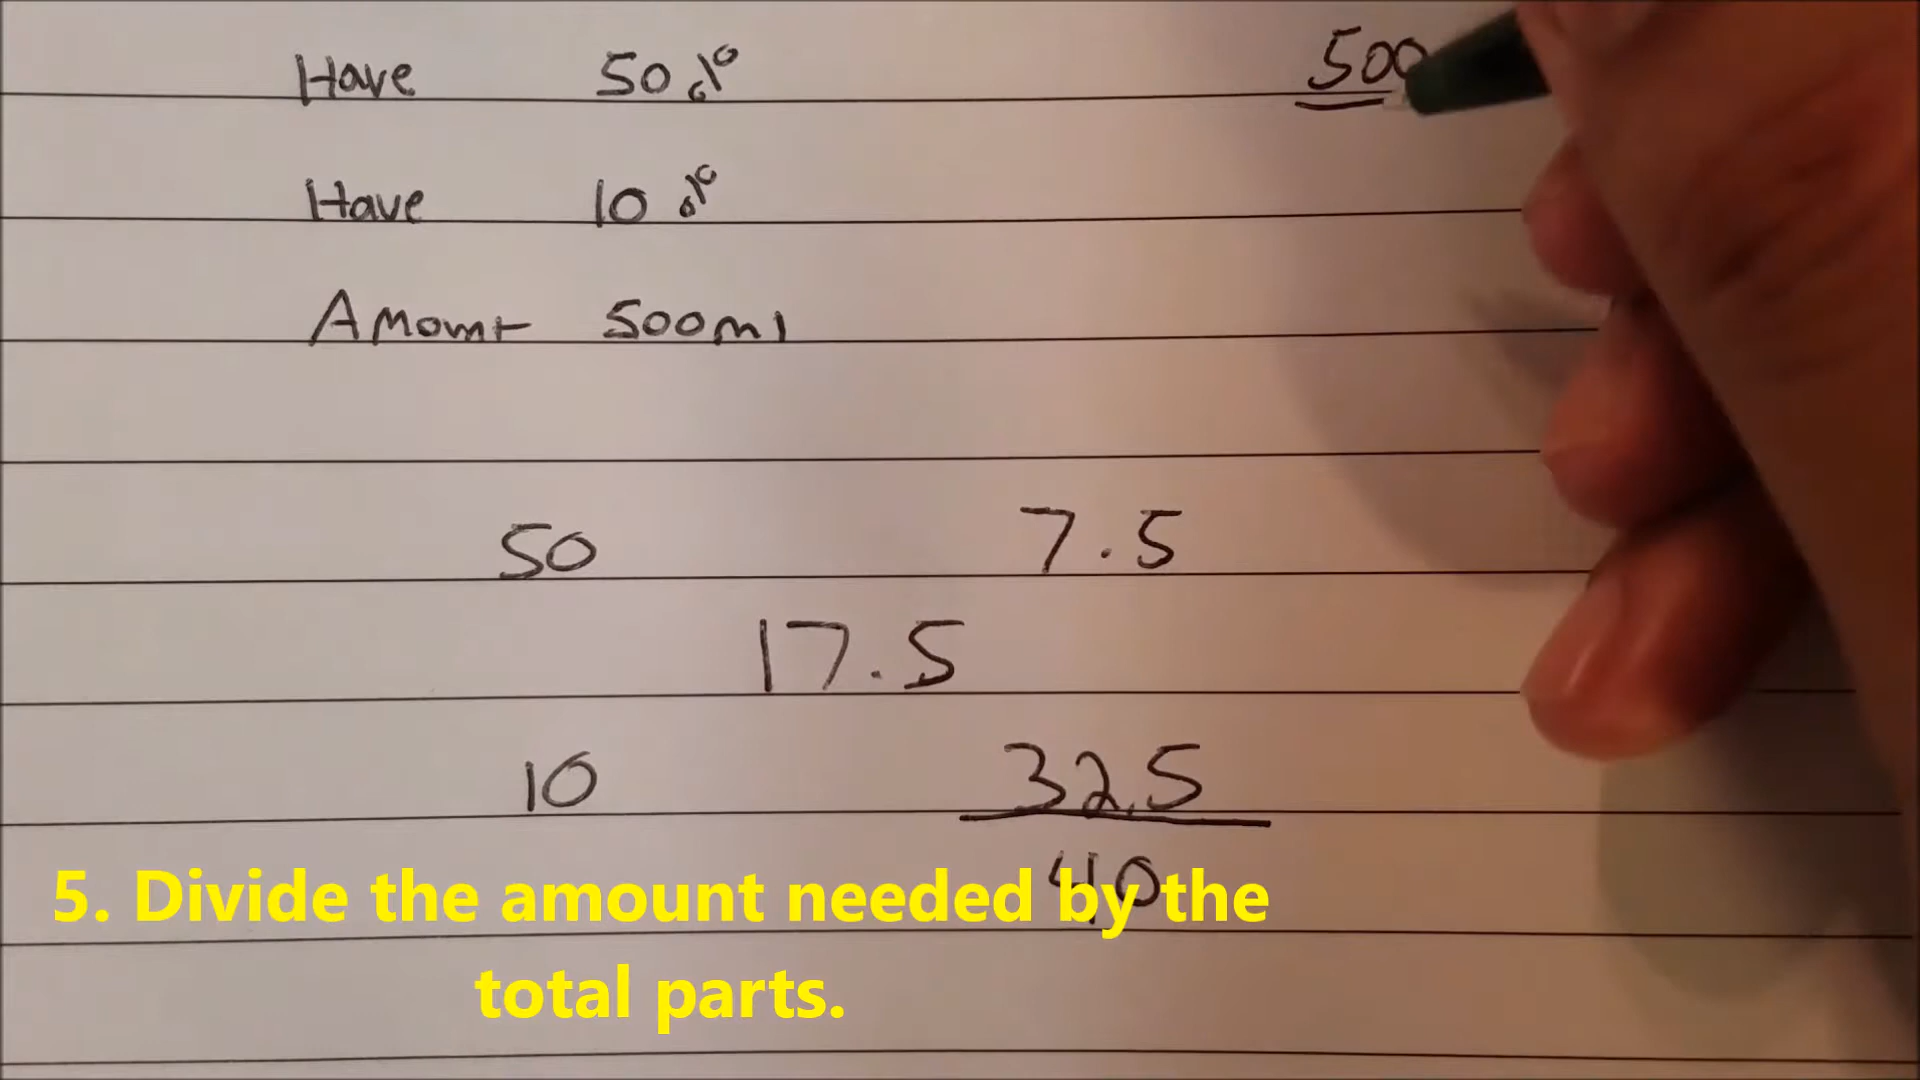 Have 50 % 500
Have 10 %
Amount 500ml
50 7.5
17.5
10 32.5
40
5. Divide the amount needed by the
total parts.